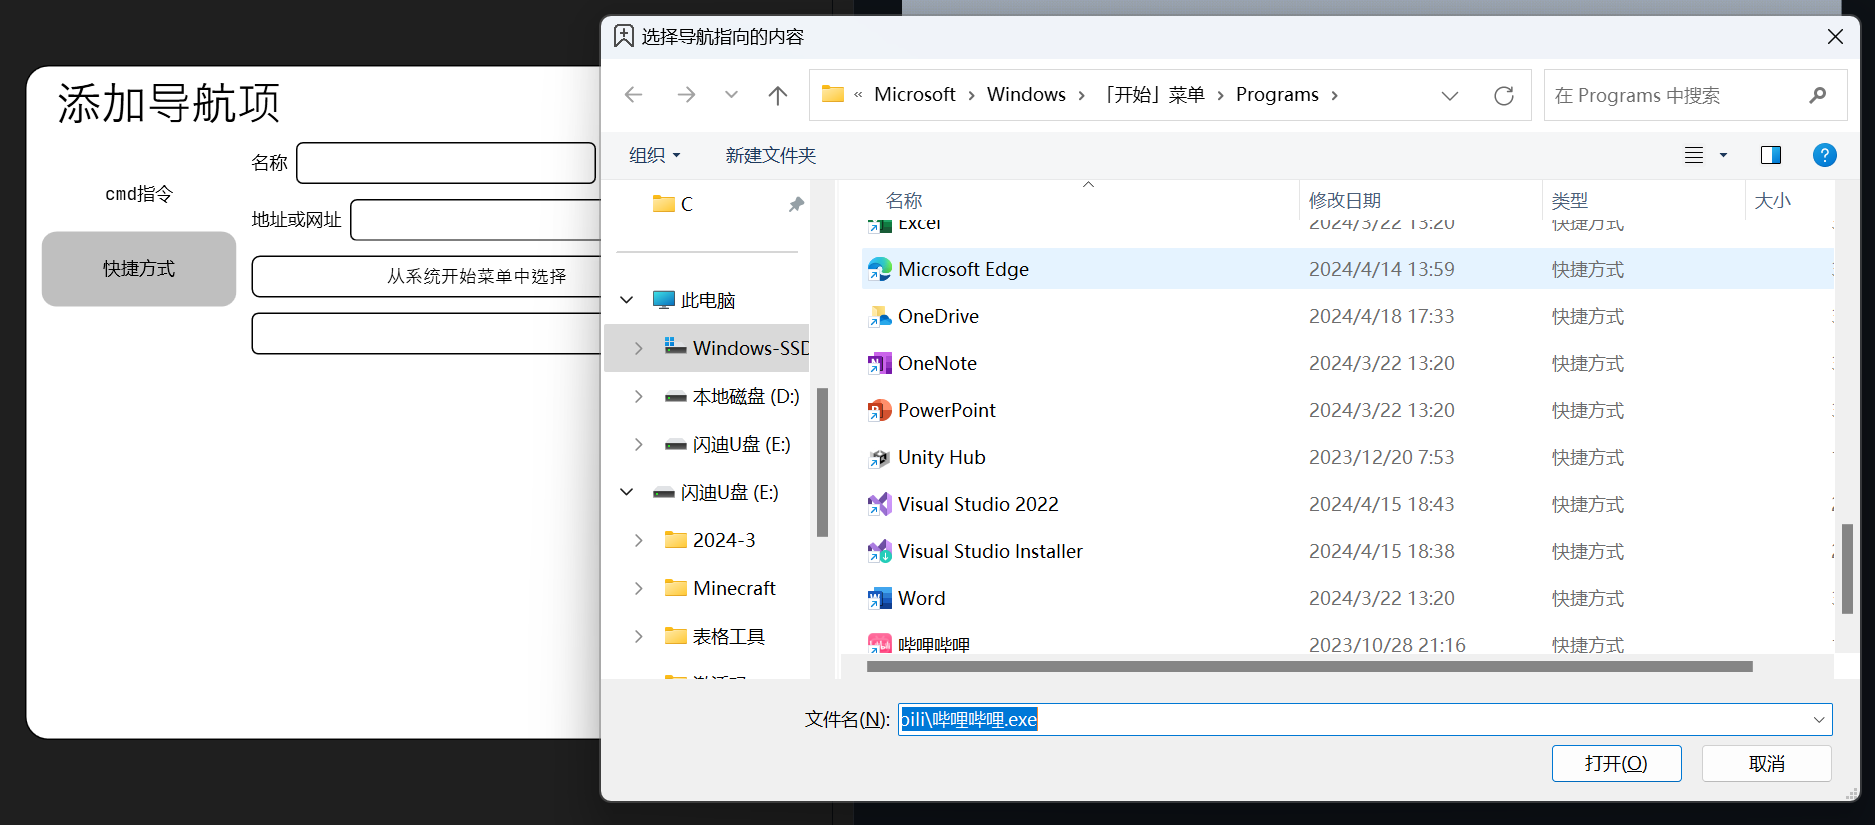 添加导航项
cmd指令
快捷方式
名称
地址或网址
从系统开始菜单中选择
选择导航指向的内容
« Microsoft › Windows › 「开始」菜单 › Programs ›
在 Programs 中搜索
组织
新建文件夹
C
此电脑
Windows-SSD
本地磁盘 (D:)
闪迪U盘 (E:)
闪迪U盘 (E:)
2024-3
Minecraft
表格工具
名称 修改日期 类型 大小
Excel 2024/3/22 13:20 快捷方式
Microsoft Edge 2024/4/14 13:59 快捷方式
OneDrive 2024/4/18 17:33 快捷方式
OneNote 2024/3/22 13:20 快捷方式
PowerPoint 2024/3/22 13:20 快捷方式
Unity Hub 2023/12/20 7:53 快捷方式
Visual Studio 2022 2024/4/15 18:43 快捷方式
Visual Studio Installer 2024/4/15 18:38 快捷方式
Word 2024/3/22 13:20 快捷方式
哔哩哔哩 2023/10/28 21:16 快捷方式
文件名(N): bili\哔哩哔哩.exe
打开(O)
取消